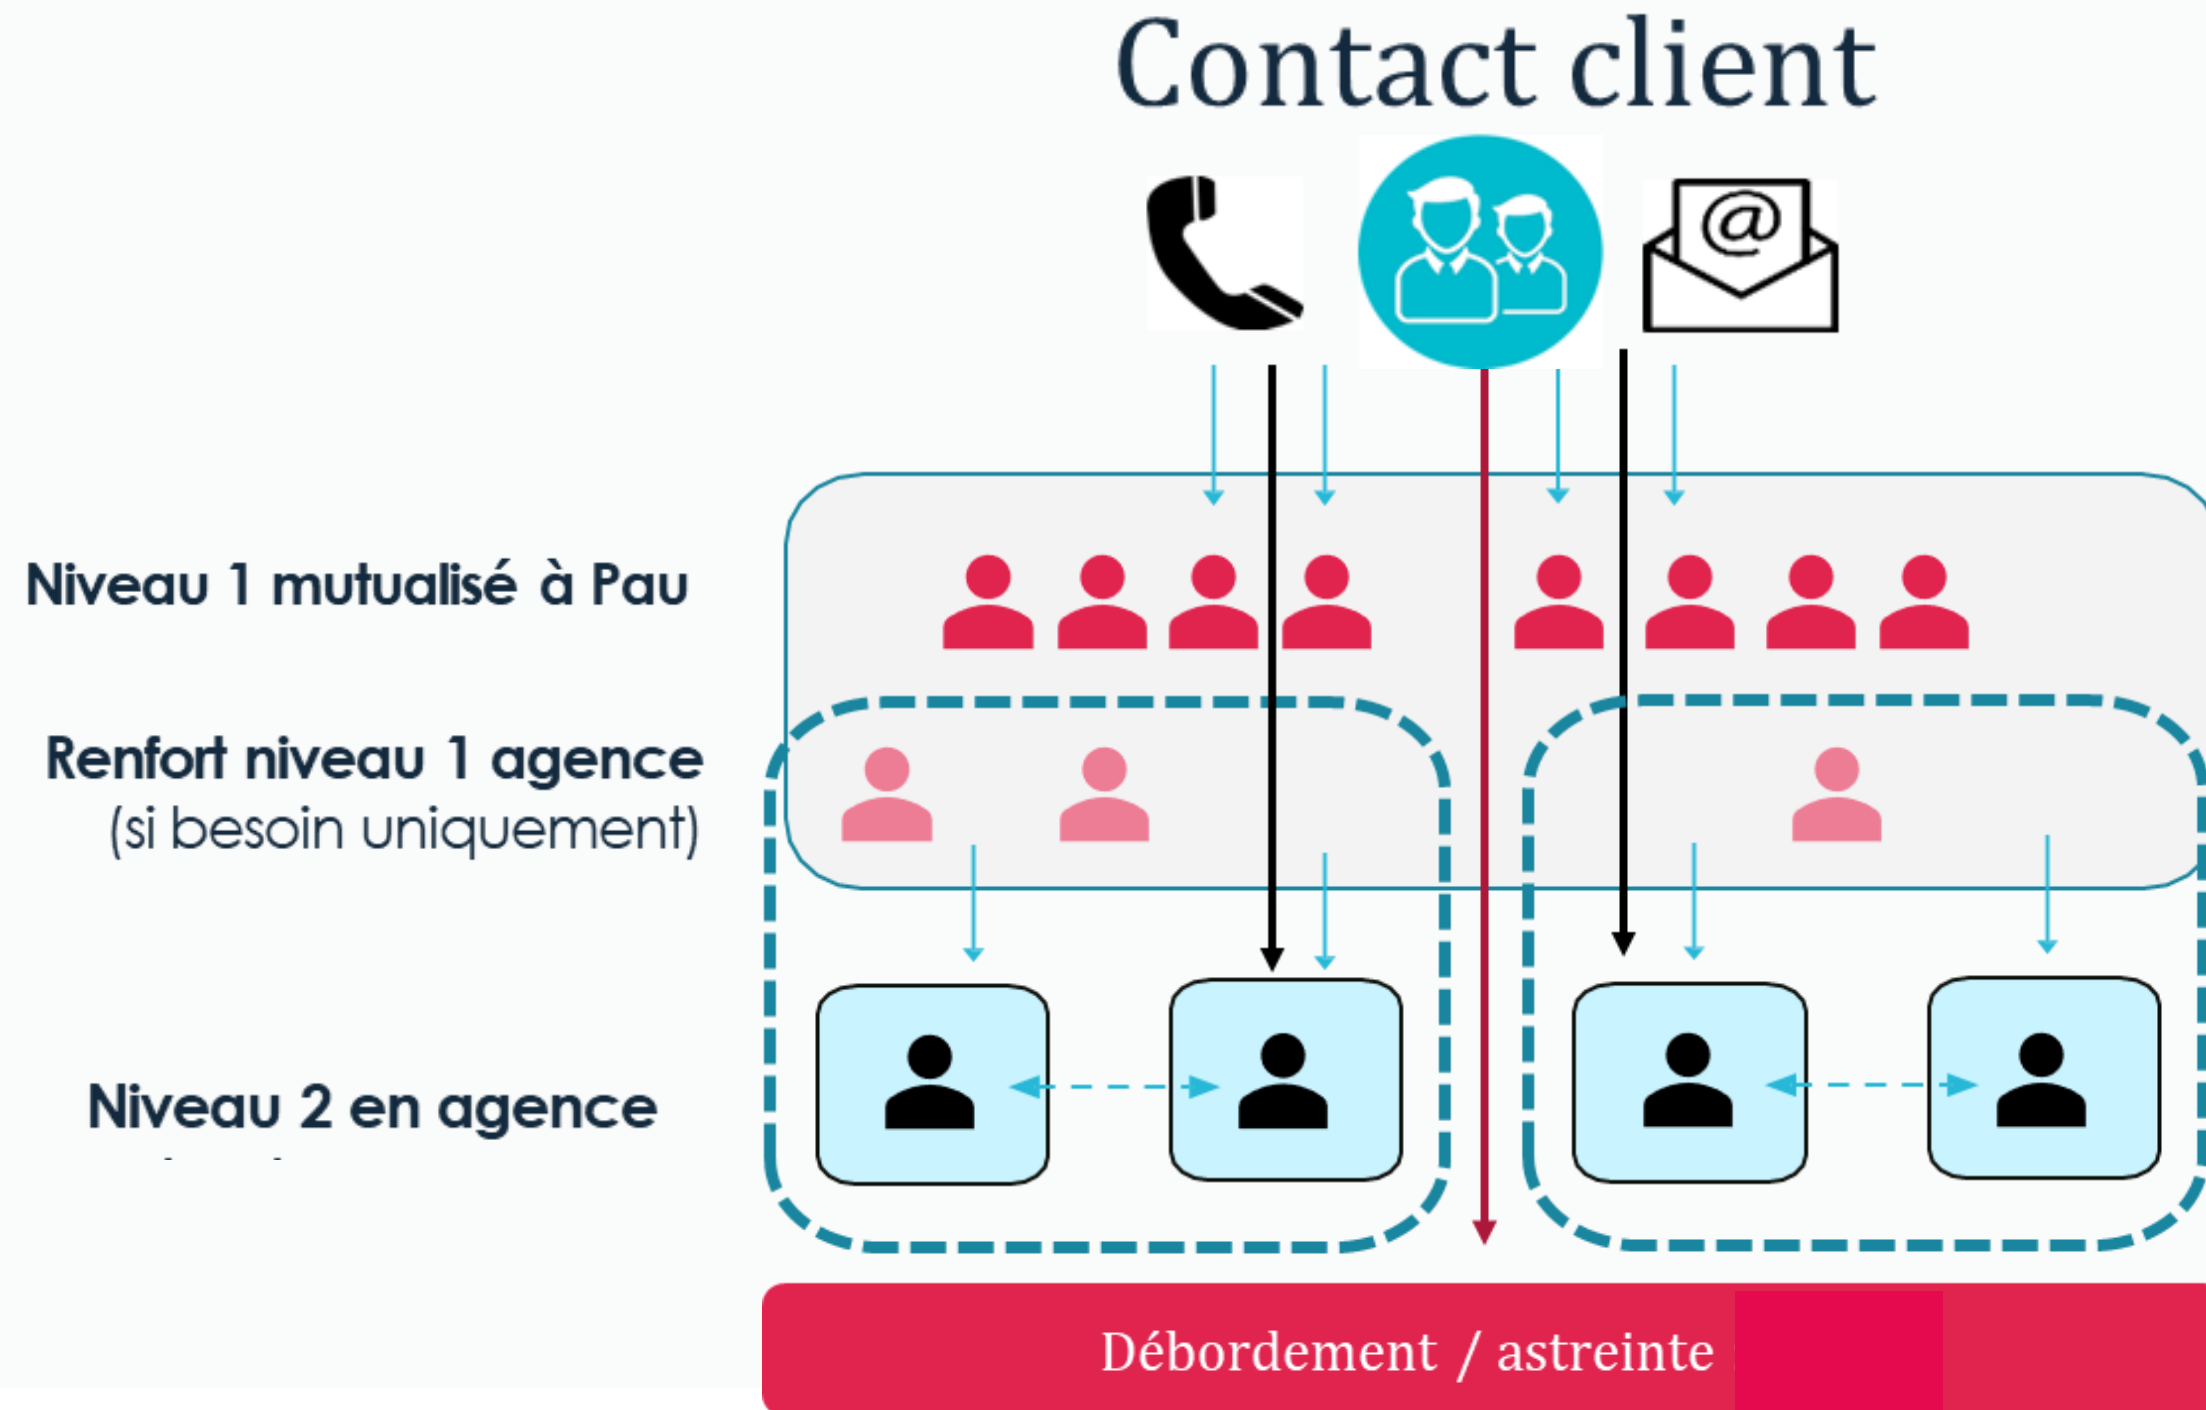 Contact client
@
Niveau 1 mutualisé à Pau
Renfort niveau 1 agence
(si besoin uniquement)
Niveau 2 en agence
Débordement / astreinte